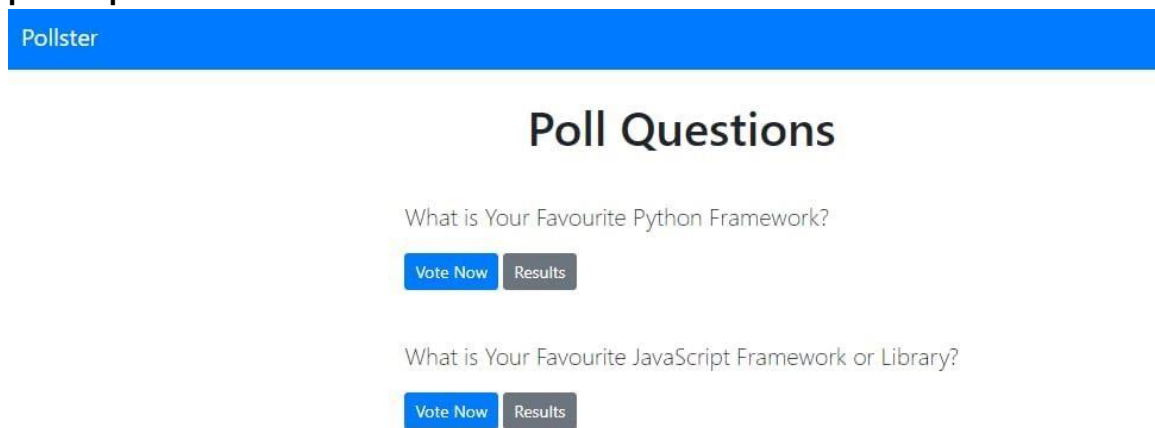 Pollster
Poll Questions
What is Your Favourite Python Framework?
Vote Now Results
What is Your Favourite JavaScript Framework or Library?
Vote Now Results